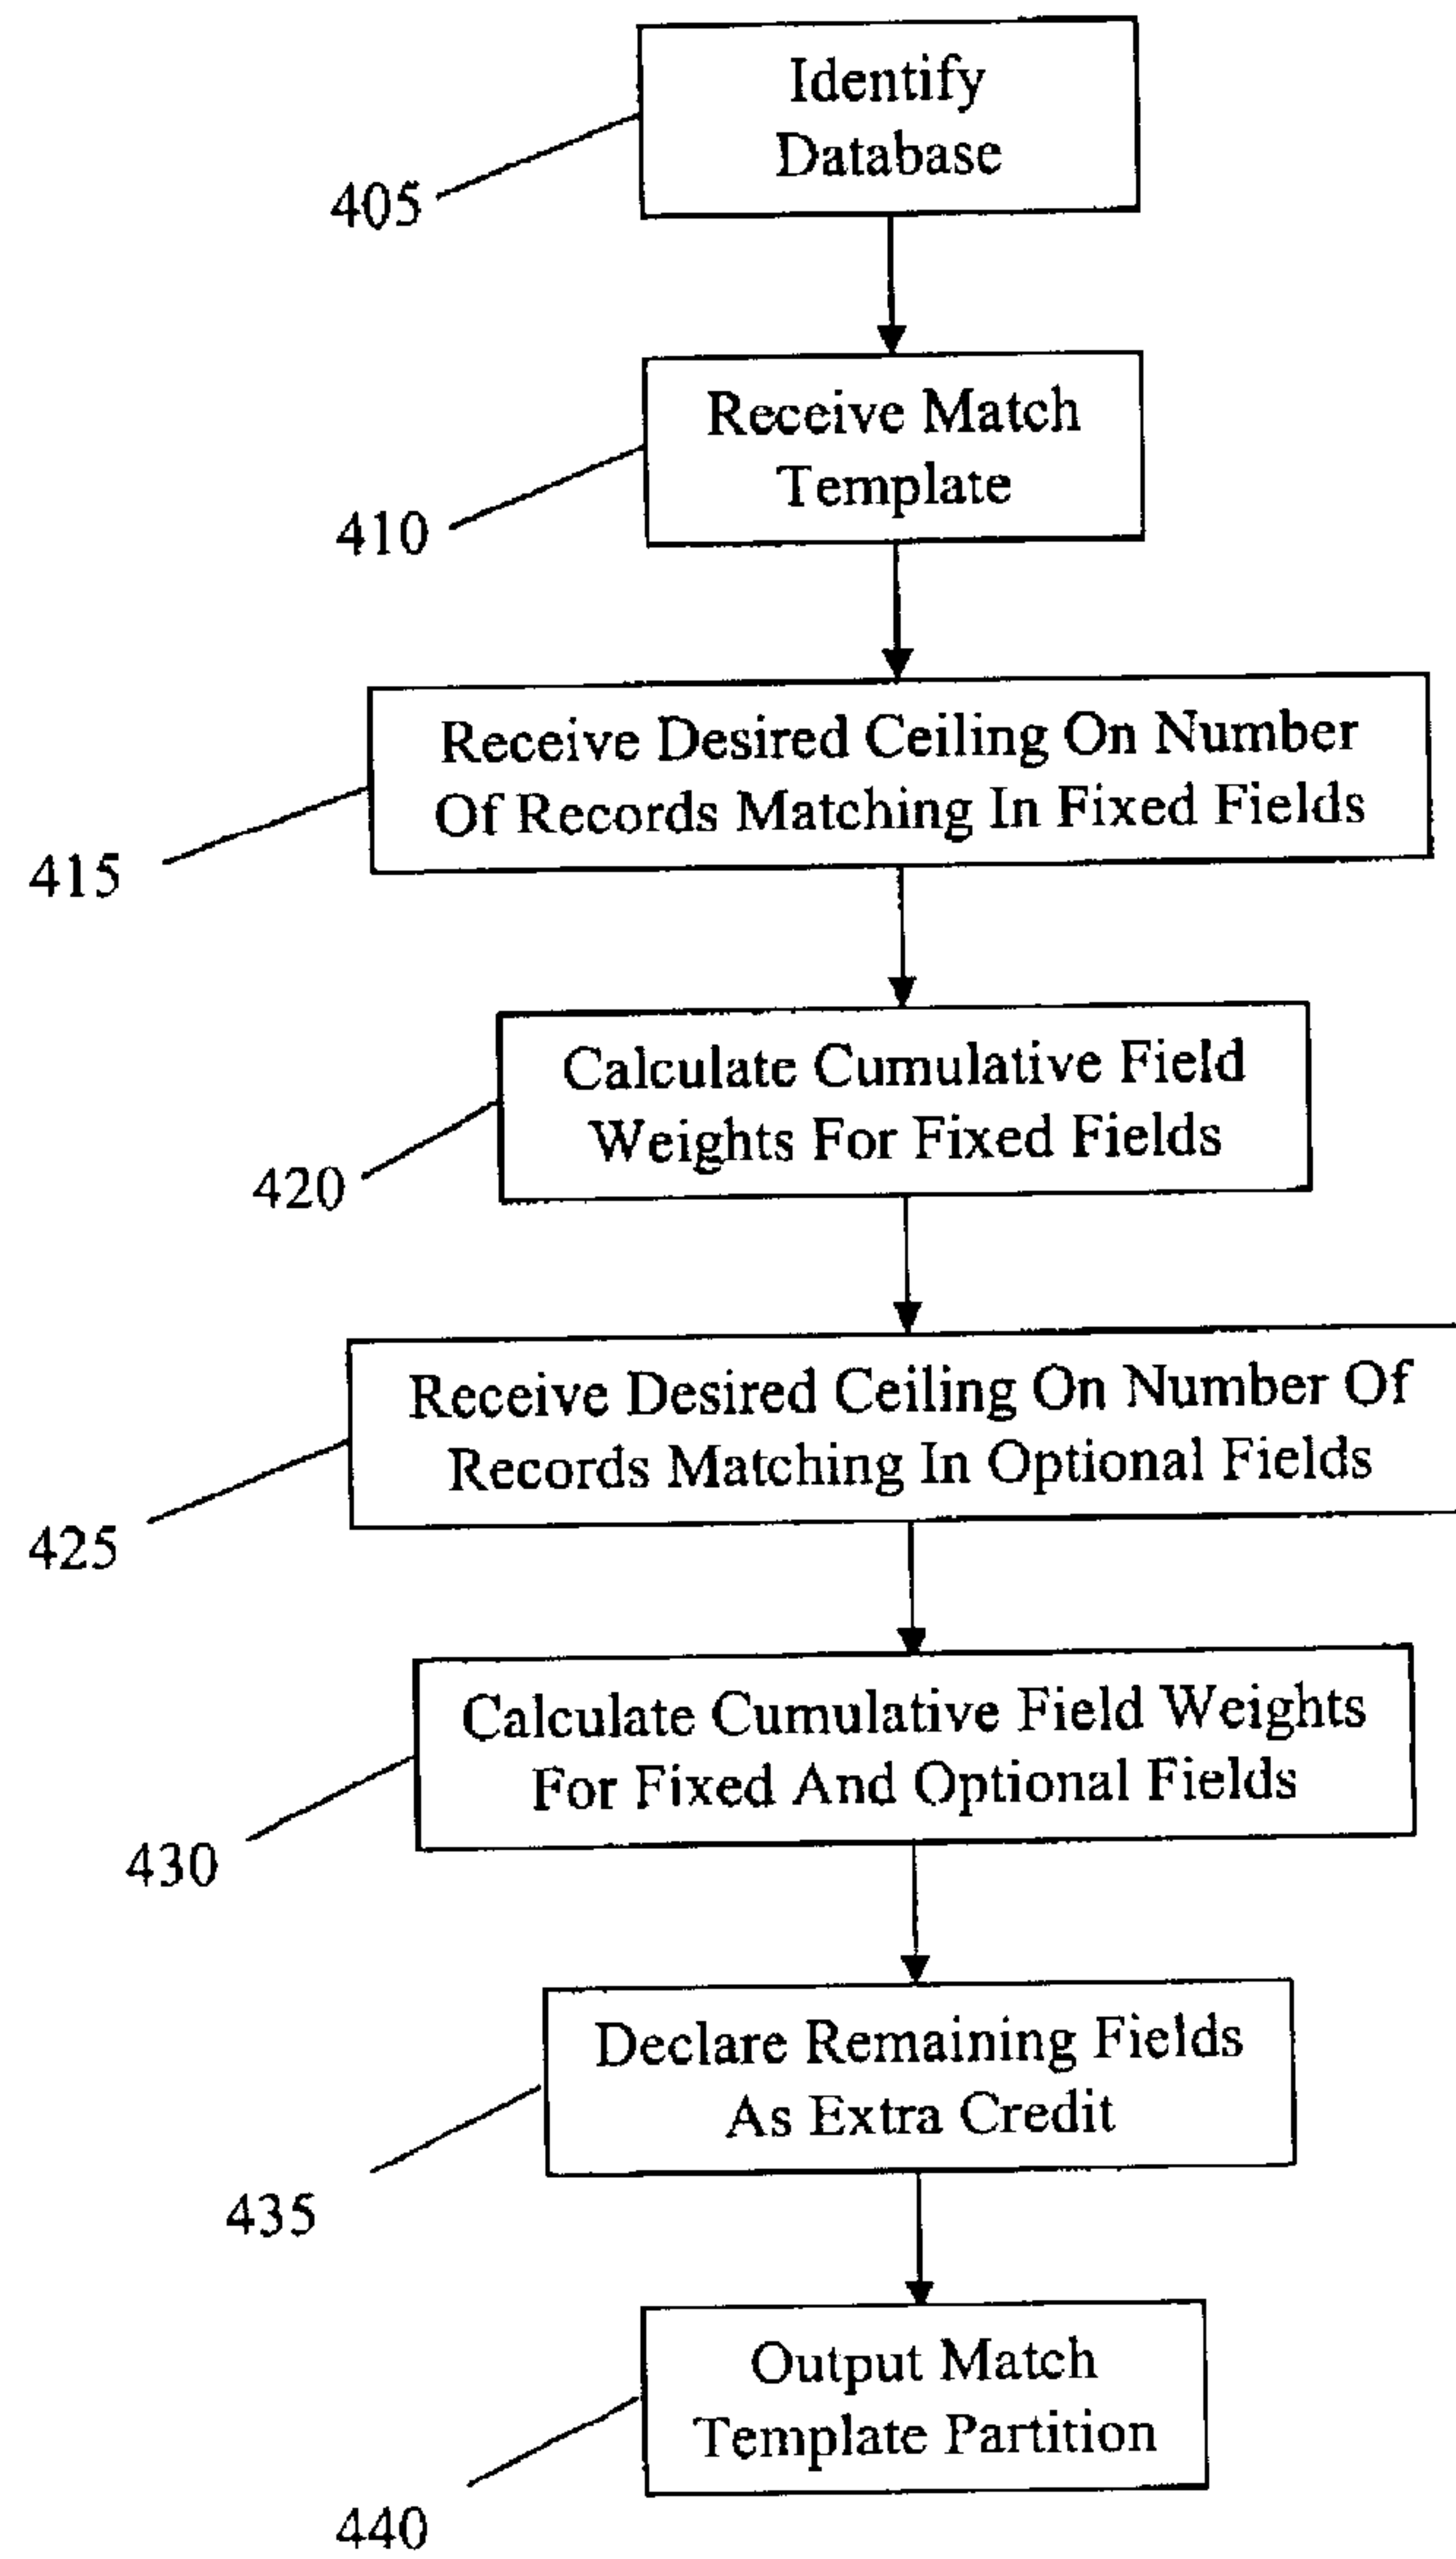 Identify
Database
405
Receive Match
Template
410
Receive Desired Ceiling On Number
Of Records Matching In Fixed Fields
415
Calculate Cumulative Field
Weights For Fixed Fields
420
Receive Desired Ceiling On Number Of
Records Matching In Optional Fields
425
Calculate Cumulative Field Weights
For Fixed And Optional Fields
430
Declare Remaining Fields
As Extra Credit
435
Output Match
Template Partition
440